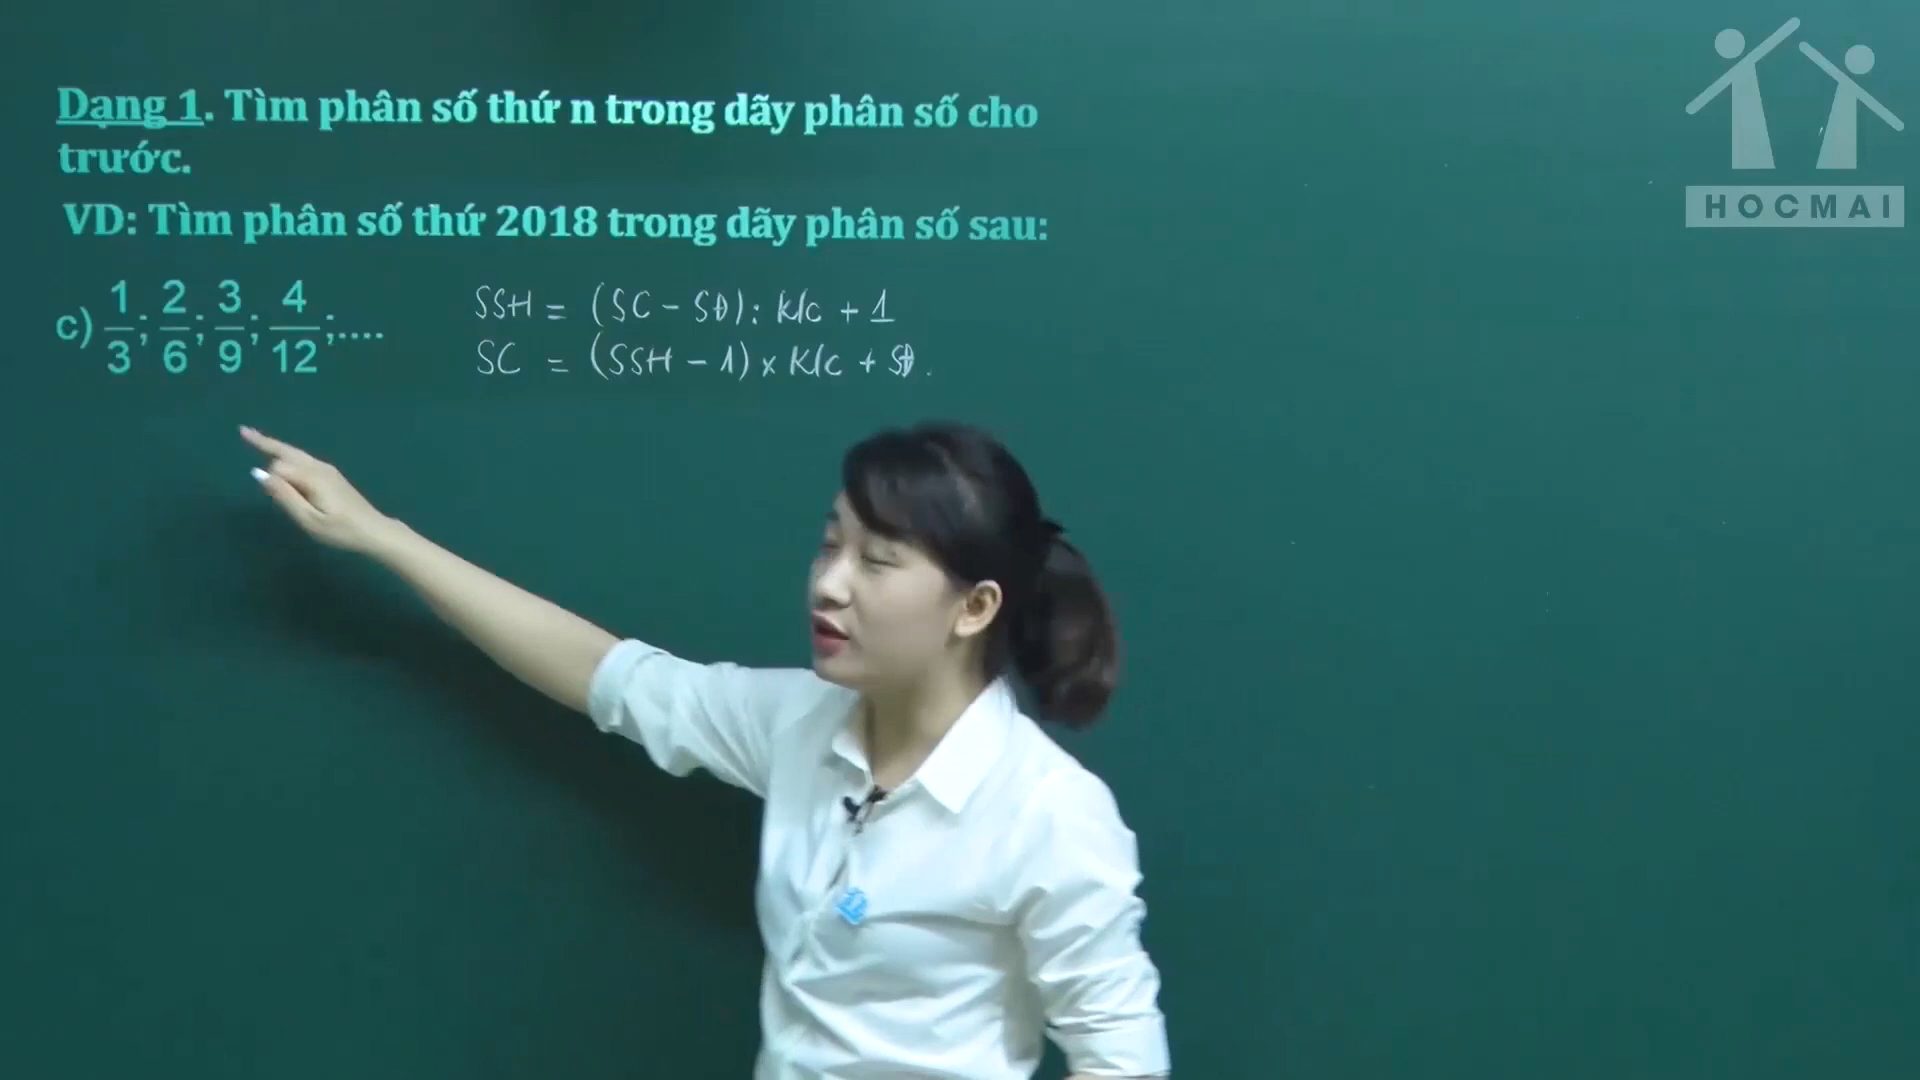 HOCMAI
Dạng 1. Tìm phân số thứ n trong dãy phân số cho
trước.
VD: Tìm phân số thứ 2018 trong dãy phân số sau:
c) 1/3; 2/6; 3/9; 4/12;....
SSH = (SC - SĐ): K/c + 1
SC = (SSH - 1) x K/c + SĐ.